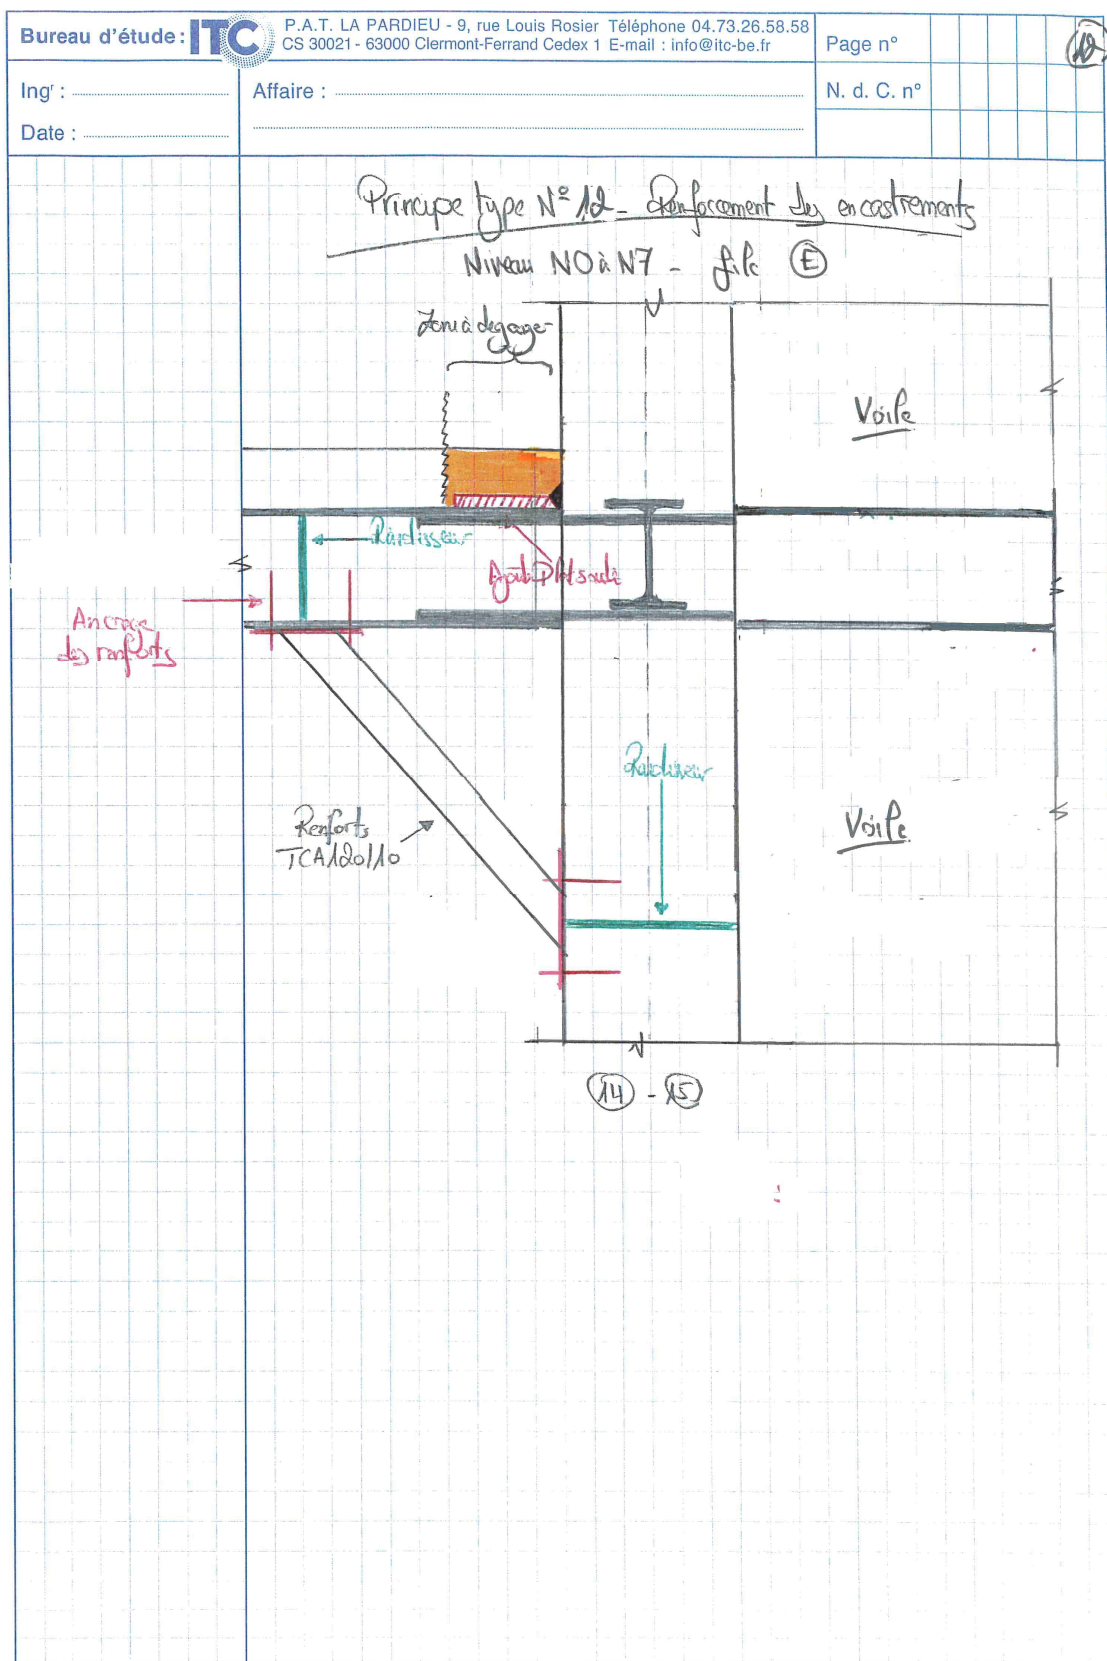 Bureau d'étude : ITC
P.A.T. LA PARDIEU - 9, rue Louis Rosier Téléphone 04.73.26.58.58
CS 30021 - 63000 Clermont-Ferrand Cedex 1 E-mail : info@itc-be.fr
Page n°
Ingr :
Affaire :
N. d. C. n°
Date :
Principe type N° 12 - Renforcement des encastrements
Niveau N0 à N7 - file E
Zone à dégager
Voile
Raidisseur
Ajout Plat soudé
Ancrage
des renforts
Raidisseur
Renforts
TCA120/10
Voile
14 - 15